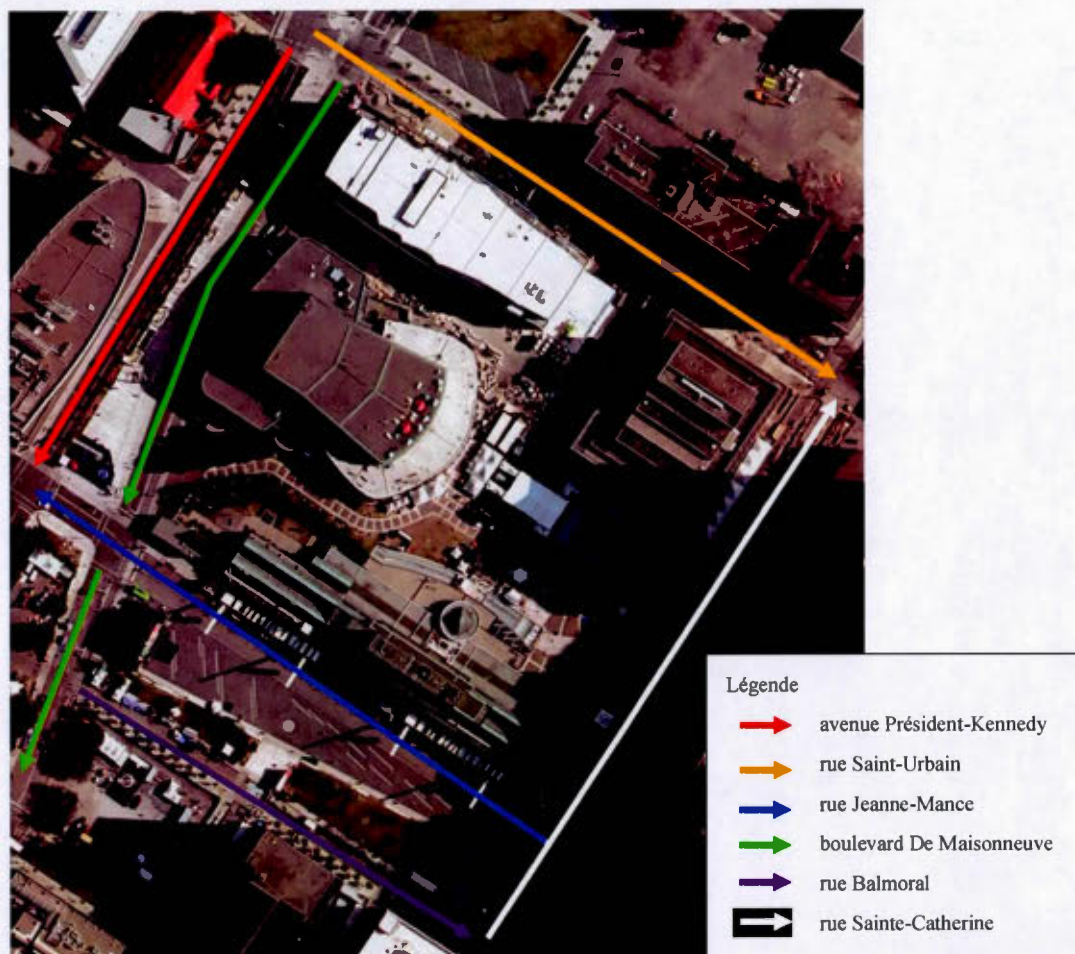 Légende
avenue Président-Kennedy
rue Saint-Urbain
rue Jeanne-Mance
boulevard De Maisonneuve
rue Balmoral
rue Sainte-Catherine